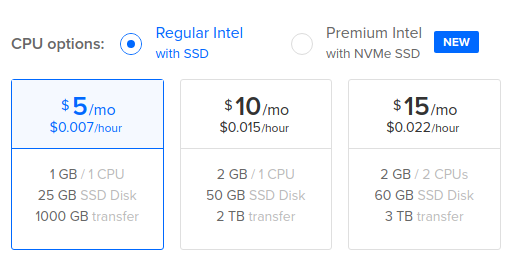 CPU options:
Regular Intel
with SSD
Premium Intel
with NVMe SSD
NEW
$5/mo
$0.007/hour
1 GB / 1 CPU
25 GB SSD Disk
1000 GB transfer
$10/mo
$0.015/hour
2 GB / 1 CPU
50 GB SSD Disk
2 TB transfer
$15/mo
$0.022/hour
2 GB / 2 CPUs
60 GB SSD Disk
3 TB transfer